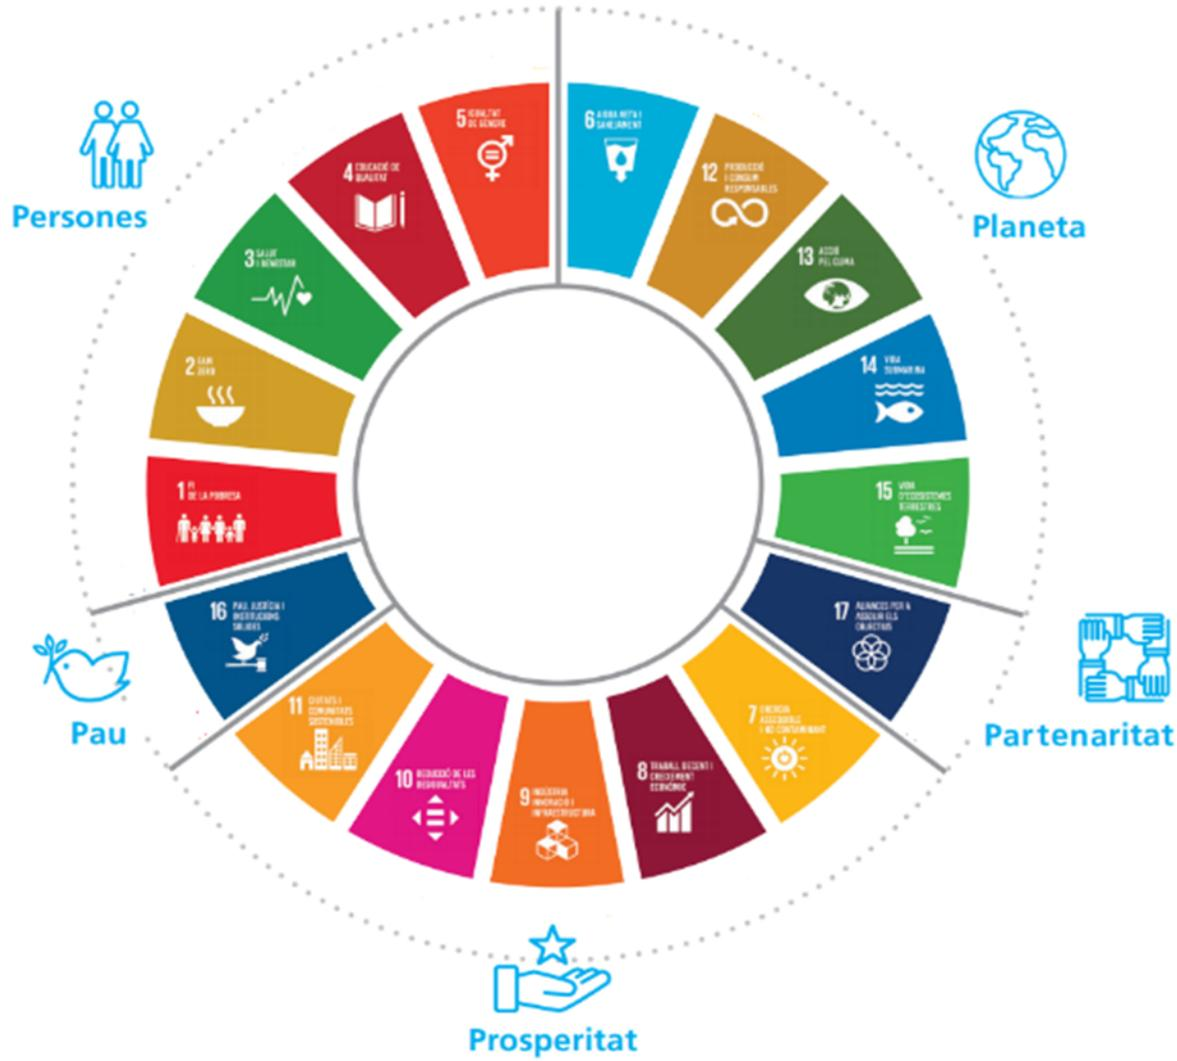 Persones
Planeta
Partenaritat
Prosperitat
Pau
1 FI
DE LA POBRESA
2 FAM
ZERO
3 SALUT
I BENESTAR
4 EDUCACIÓ DE
QUALITAT
5 IGUALTAT
DE GÈNERE
6 AIGUA NETA I
SANEJAMENT
12 PRODUCCIÓ
I CONSUM
RESPONSABLES
13 ACCIÓ
PEL CLIMA
14 VIDA
SUBMARINA
15 VIDA
D'ECOSISTEMES
TERRESTRES
17 ALIANCES PER A
ASSOLIR ELS
OBJECTIUS
7 ENERGIA
ASSEQUIBLE
I NO CONTAMINANT
8 TREBALL DECENT I
CREIXEMENT
ECONÒMIC
9 INDÚSTRIA
INNOVACIÓ I
INFRAESTRUCTURA
10 REDUCCIÓ DE LES
DESIGUALTATS
11 CIUTATS I
COMUNITATS
SOSTENIBLES
16 PAU, JUSTÍCIA I
INSTITUCIONS
SÒLIDES